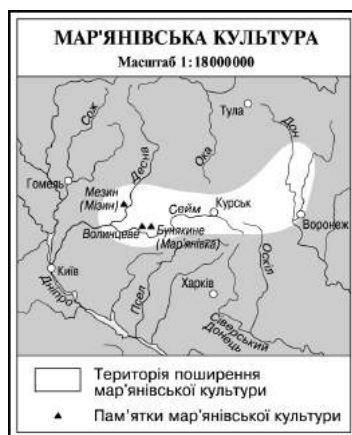 МАР'ЯНІВСЬКА КУЛЬТУРА
Масштаб 1:18000000
Сож
Тула
Дон
Десна
Ока
Гомель
Мезин
(Мізин)
Сейм
Курськ
Воронеж
Волинцеве
Бунякине
(Мар'янівка)
Оскіл
Київ
Дніпро
Псел
Харків
Сіверський
Донець
Територія поширення
мар'янівської культури
Пам'ятки мар'янівської культури